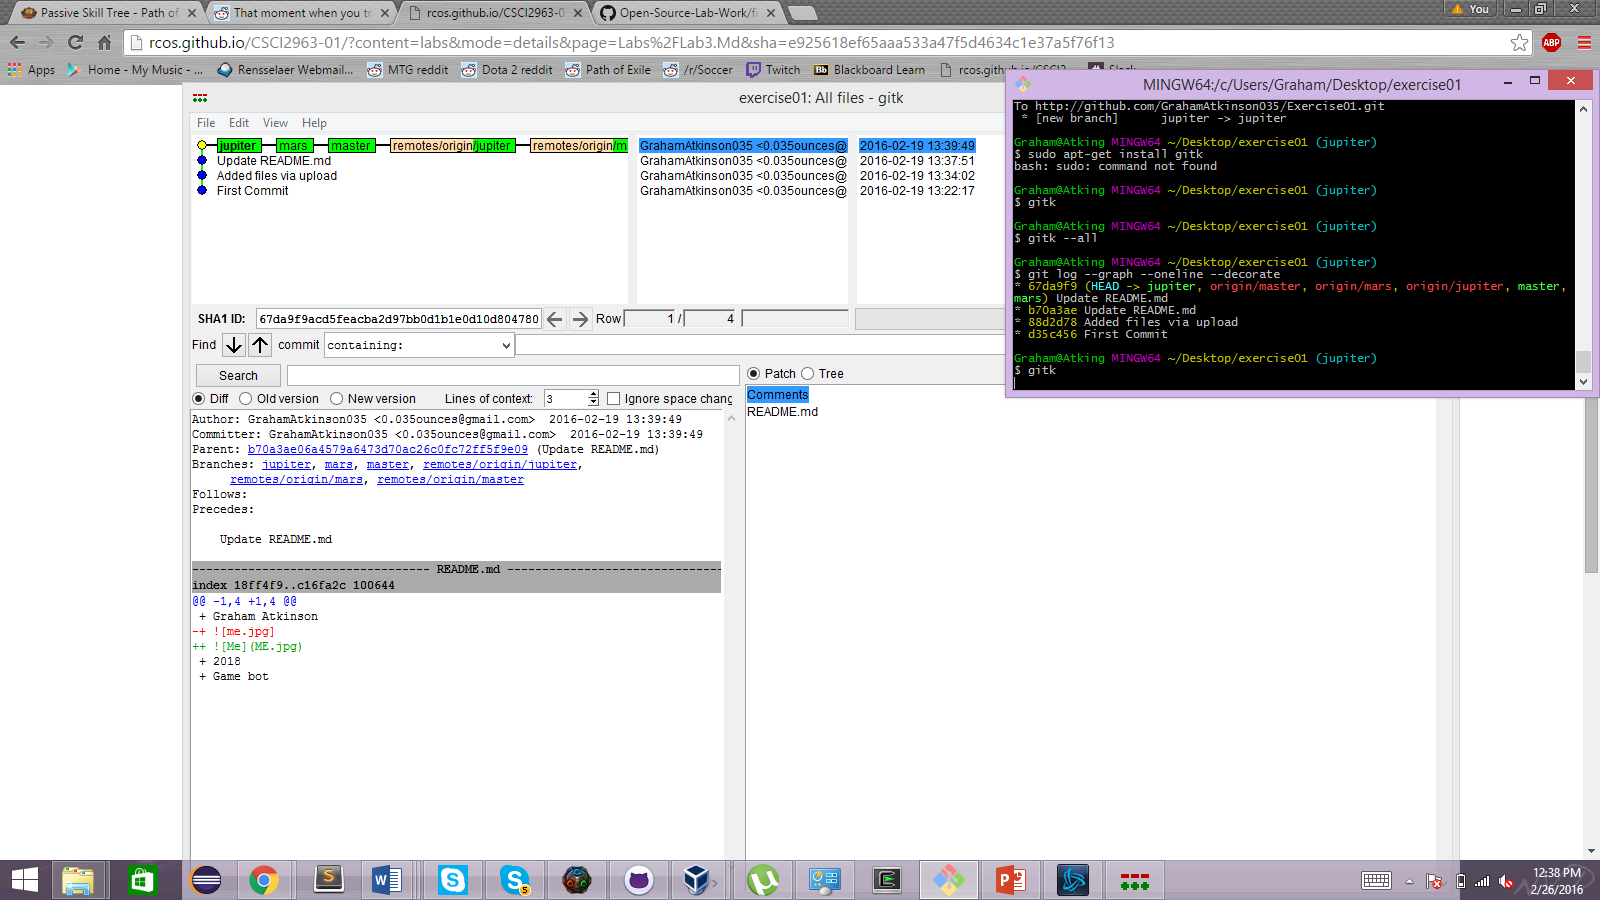 Passive Skill Tree - Path of
That moment when you tr
rcos.github.io/CSCI2963-0
Open-Source-Lab-Work/fi
You
rcos.github.io/CSCI2963-01/?content=labs&mode=details&page=Labs%2FLab3.Md&sha=e925618ef65aaa533a47f5d4634c1e37a5f76f13
ABP
Apps Home - My Music - ... Rensselaer Webmail... MTG reddit Dota 2 reddit Path of Exile /r/Soccer Twitch Bb Blackboard Learn
exercise01: All files - gitk
File Edit View Help
jupiter mars master remotes/origin/jupiter remotes/origin/m GrahamAtkinson035 <0.035ounces@ 2016-02-19 13:39:49
Update README.md GrahamAtkinson035 <0.035ounces@ 2016-02-19 13:37:51
Added files via upload GrahamAtkinson035 <0.035ounces@ 2016-02-19 13:34:02
First Commit GrahamAtkinson035 <0.035ounces@ 2016-02-19 13:22:17
SHA1 ID: 67da9f9acd5feacba2d97bb0d1b1e0d10d804780 Row 1 / 4
Find commit containing:
Search
Diff Old version New version Lines of context: 3 Ignore space chang
Patch Tree
Comments
README.md
Author: GrahamAtkinson035 <0.035ounces@gmail.com> 2016-02-19 13:39:49
Committer: GrahamAtkinson035 <0.035ounces@gmail.com> 2016-02-19 13:39:49
Parent: b70a3ae06a4579a6473d70ac26c0fc72ff5f9e09 (Update README.md)
Branches: jupiter, mars, master, remotes/origin/jupiter,
remotes/origin/mars, remotes/origin/master
Follows:
Precedes:
Update README.md
README.md
index 18ff4f9..c16fa2c 100644
@@ -1,4 +1,4 @@
+ Graham Atkinson
-+ ![me.jpg]
++ ![Me](ME.jpg)
+ 2018
+ Game bot
MINGW64:/c/Users/Graham/Desktop/exercise01
To http://github.com/GrahamAtkinson035/Exercise01.git
* [new branch] jupiter -> jupiter
Graham@Atking MINGW64 ~/Desktop/exercise01 (jupiter)
$ sudo apt-get install gitk
bash: sudo: command not found
Graham@Atking MINGW64 ~/Desktop/exercise01 (jupiter)
$ gitk
Graham@Atking MINGW64 ~/Desktop/exercise01 (jupiter)
$ gitk --all
Graham@Atking MINGW64 ~/Desktop/exercise01 (jupiter)
$ git log --graph --oneline --decorate
* 67da9f9 (HEAD -> jupiter, origin/master, origin/mars, origin/jupiter, master,
mars) Update README.md
* b70a3ae Update README.md
* 88d2d78 Added files via upload
* d35c456 First Commit
Graham@Atking MINGW64 ~/Desktop/exercise01 (jupiter)
$ gitk
12:38 PM
2/26/2016